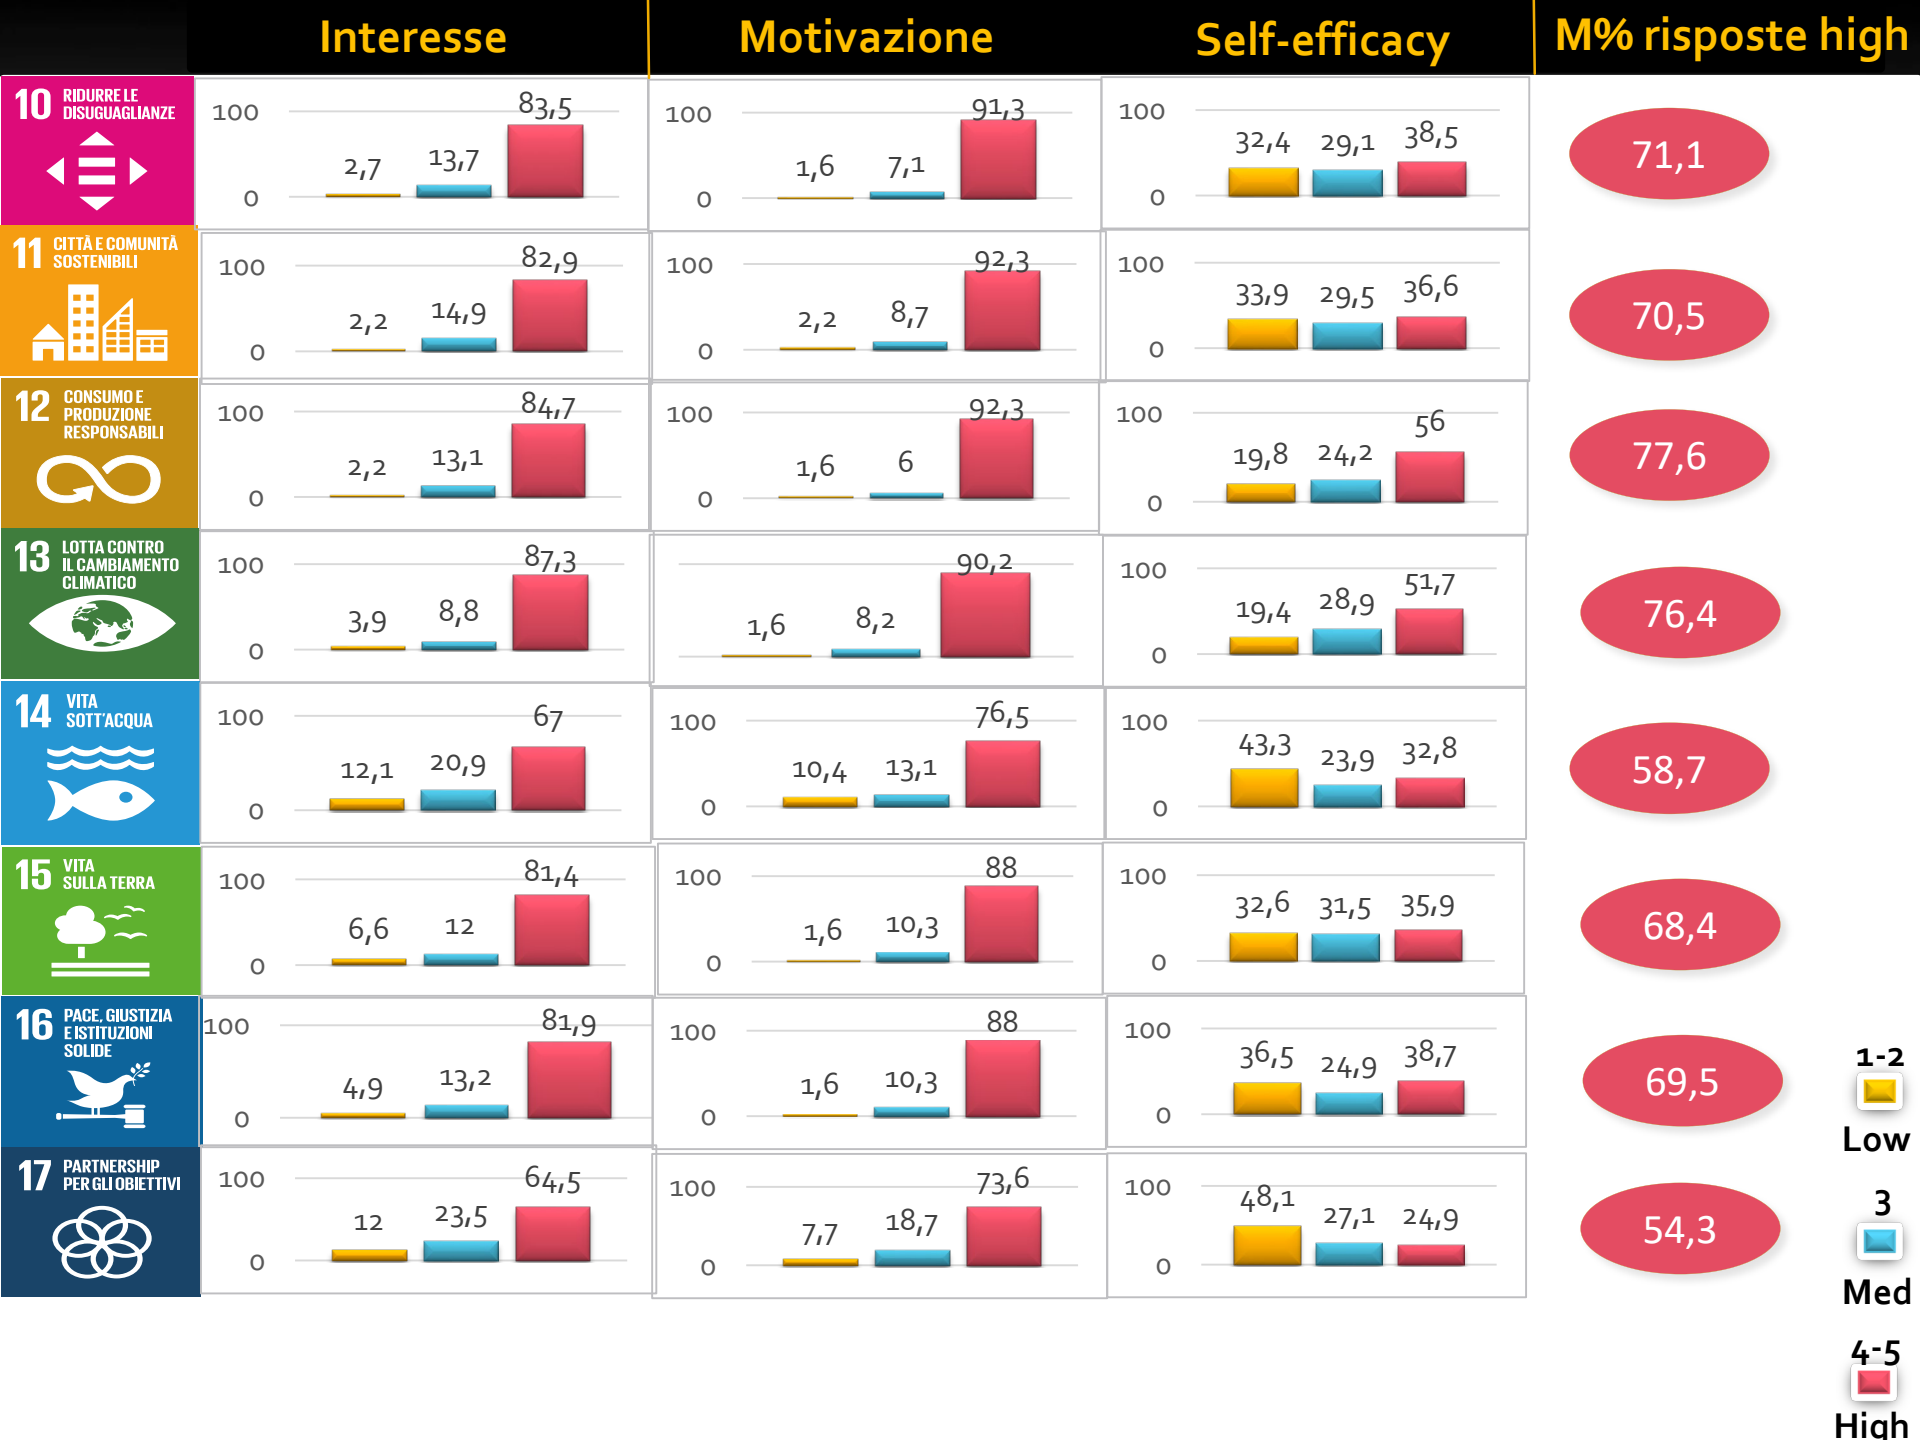 Interesse Motivazione Self-efficacy M% risposte high
10 RIDURRE LE
DISUGUAGLIANZE
100 83,5
2,7 13,7
0
100 91,3
1,6 7,1
0
100 32,4 29,1 38,5
0
71,1
11 CITTÀ E COMUNITÀ
SOSTENIBILI
100 82,9
2,2 14,9
0
100 92,3
2,2 8,7
0
100 33,9 29,5 36,6
0
70,5
12 CONSUMO E
PRODUZIONE
RESPONSABILI
100 84,7
2,2 13,1
0
100 92,3
1,6 6
0
100 56
19,8 24,2
0
77,6
13 LOTTA CONTRO
IL CAMBIAMENTO
CLIMATICO
100 87,3
3,9 8,8
0
90,2
1,6 8,2
100 51,7
19,4 28,9
0
76,4
14 VITA
SOTT'ACQUA
100 67
12,1 20,9
0
100 76,5
10,4 13,1
0
100
43,3 23,9 32,8
0
58,7
15 VITA
SULLA TERRA
100 81,4
6,6 12
0
100 88
1,6 10,3
0
100
32,6 31,5 35,9
0
68,4
16 PACE, GIUSTIZIA
E ISTITUZIONI
SOLIDE
100 81,9
4,9 13,2
0
100 88
1,6 10,3
0
100
36,5 24,9 38,7
0
69,5
17 PARTNERSHIP
PER GLI OBIETTIVI
100 64,5
12 23,5
0
100 73,6
7,7 18,7
0
100 48,1 27,1 24,9
0
54,3
1-2
Low
3
Med
4-5
High